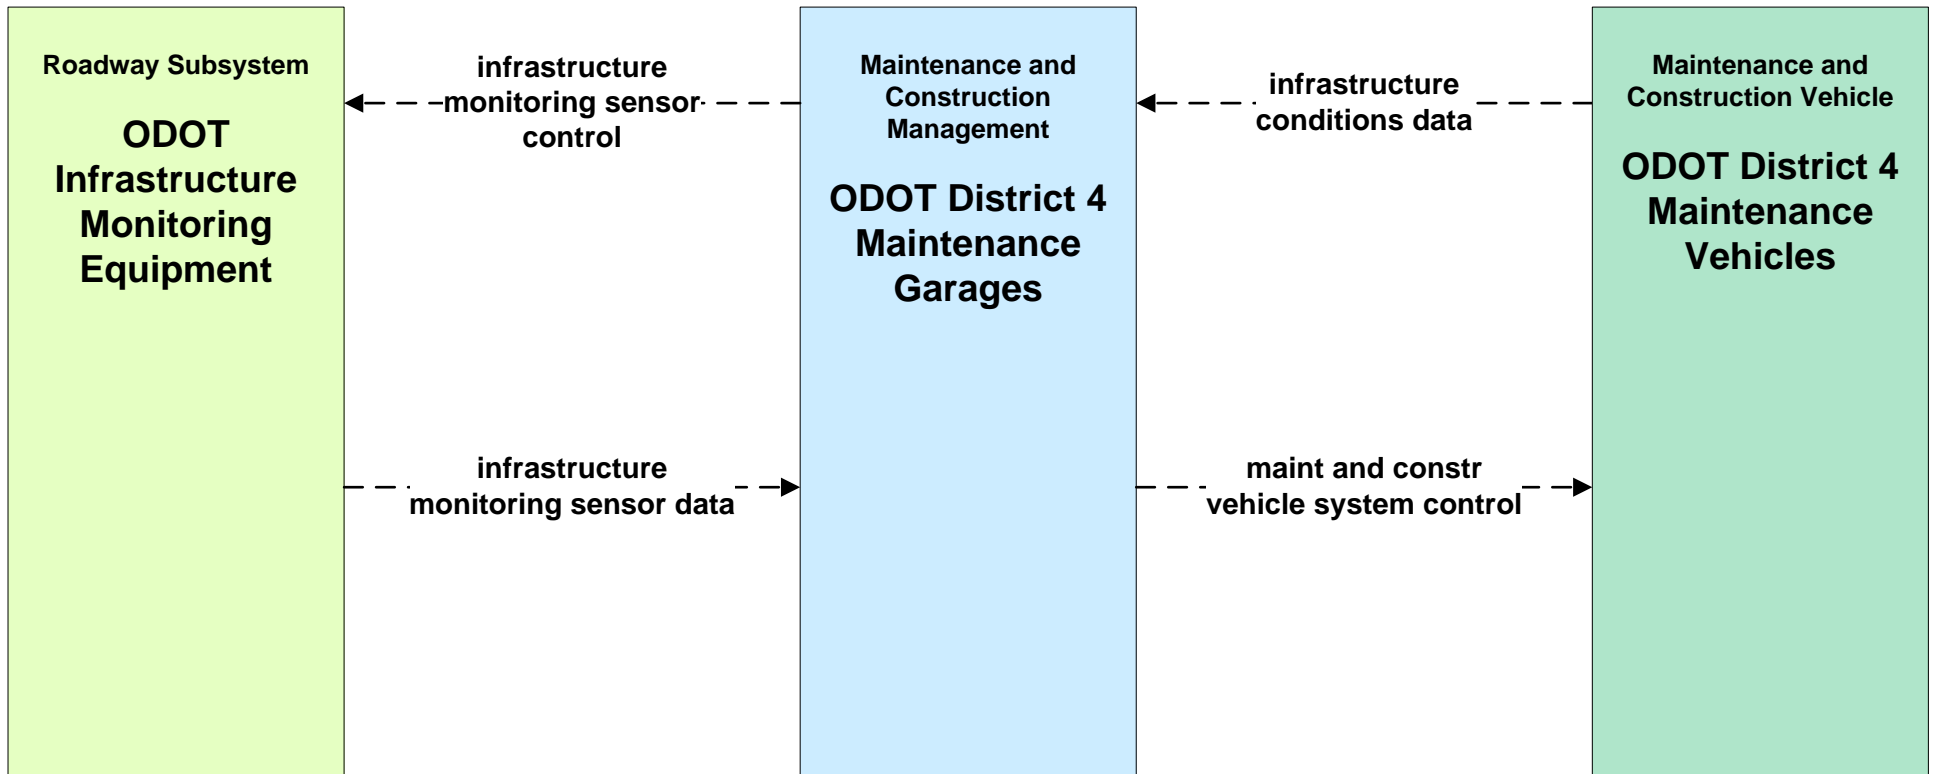 Roadway Subsystem
ODOT
Infrastructure
Monitoring
Equipment
infrastructure
monitoring sensor
control
infrastructure
monitoring sensor data
Maintenance and
Construction
Management
ODOT District 4
Maintenance
Garages
infrastructure
conditions data
maint and constr
vehicle system control
Maintenance and
Construction Vehicle
ODOT District 4
Maintenance
Vehicles